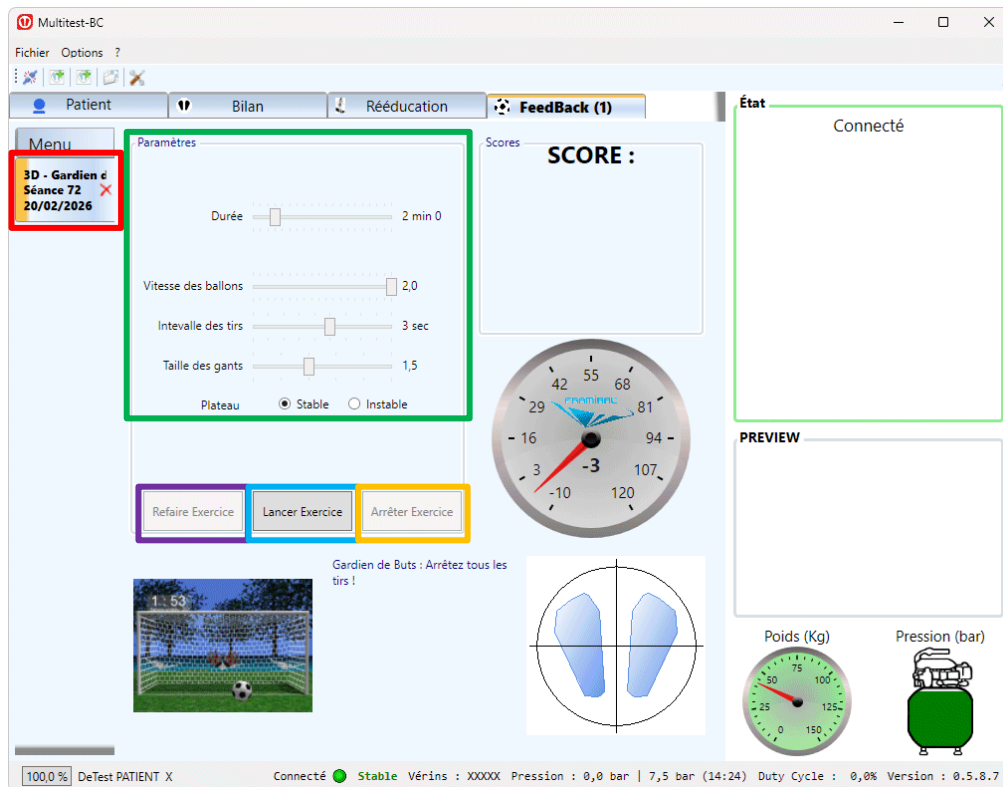 Multitest-BC
Fichier Options ?
Patient Bilan Rééducation FeedBack (1)
Menu
3D - Gardien d
Séance 72
20/02/2026
Paramètres
Durée 2 min 0
Vitesse des ballons 2,0
Intevalle des tirs 3 sec
Taille des gants 1,5
Plateau Stable Instable
Refaire Exercice Lancer Exercice Arrêter Exercice
Scores
SCORE :
55
42 68
FRAMIRAL
29 81
16 94
3 -3 107
-10 120
Gardien de Buts : Arrêtez tous les
tirs !
1 : 53
État
Connecté
PREVIEW
Poids (Kg) Pression (bar)
75
50 100
25 125
0 150
100,0 % DeTest PATIENT X Connecté Stable Vérins : XXXXX Pression : 0,0 bar | 7,5 bar (14:24) Duty Cycle : 0,0% Version : 0.5.8.7